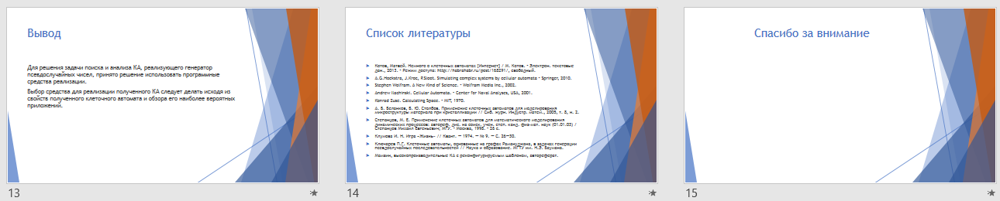 Вывод
Для решения задачи поиска и анализа КА, реализующего генератор
псевдослучайных чисел, принято решение использовать программные
средства реализации.
Выбор средства для реализации полученного КА следует делать исходя из
свойств полученного клеточного автомата и обзора его наиболее вероятных
приложений.
13
Список литературы
Котов, Матвей. Немного о клеточных автоматах [Интернет] / М. Котов. - Электрон. текстовые
дан., 2013. - Режим доступа: http://habrahabr.ru/post/168291/, свободный.
A.G.Hoekstra, J.Kroc, P.Sloot. Simulating complex systems by cellular automata - Springer, 2010.
Stephen Wolfram. A New Kind of Science. - Wolfram Media Inc., 2002.
Andrew Ilachinski. Cellular Automata. - Center for Naval Analyses, USA, 2001.
Konrad Zuse. Calculating Space. - MIT, 1970.
А. В. Беланков, В. Ю. Столбов. Применение клеточных автоматов для моделирования
микроструктуры материала при кристаллизации // Сиб. журн. Индустр. матем., 2005, т. 8, н. 2.
Степанцов, М. Е. Применение клеточных автоматов для математического моделирования
динамических процессов: автореф. дис. на соиск. учен. степ. канд. физ-мат. наук (01.01.03) /
Степанцов Михаил Евгеньевич; МГУ. - Москва, 1998. - 26 с.
Клумова И. Н. Игра «Жизнь» // Квант. — 1974. — № 9. — С. 26—30.
Ключарев П.Г. Клеточные автоматы, основанные на графах Рамануджана, в задачах генерации
псевдослучайных последовательностей // Наука и образование. МГТУ им. Н.Э. Баумана.
высокопроизводительные КА с реконфигурируемым шаблоном, автореферат.
14
Спасибо за внимание
15